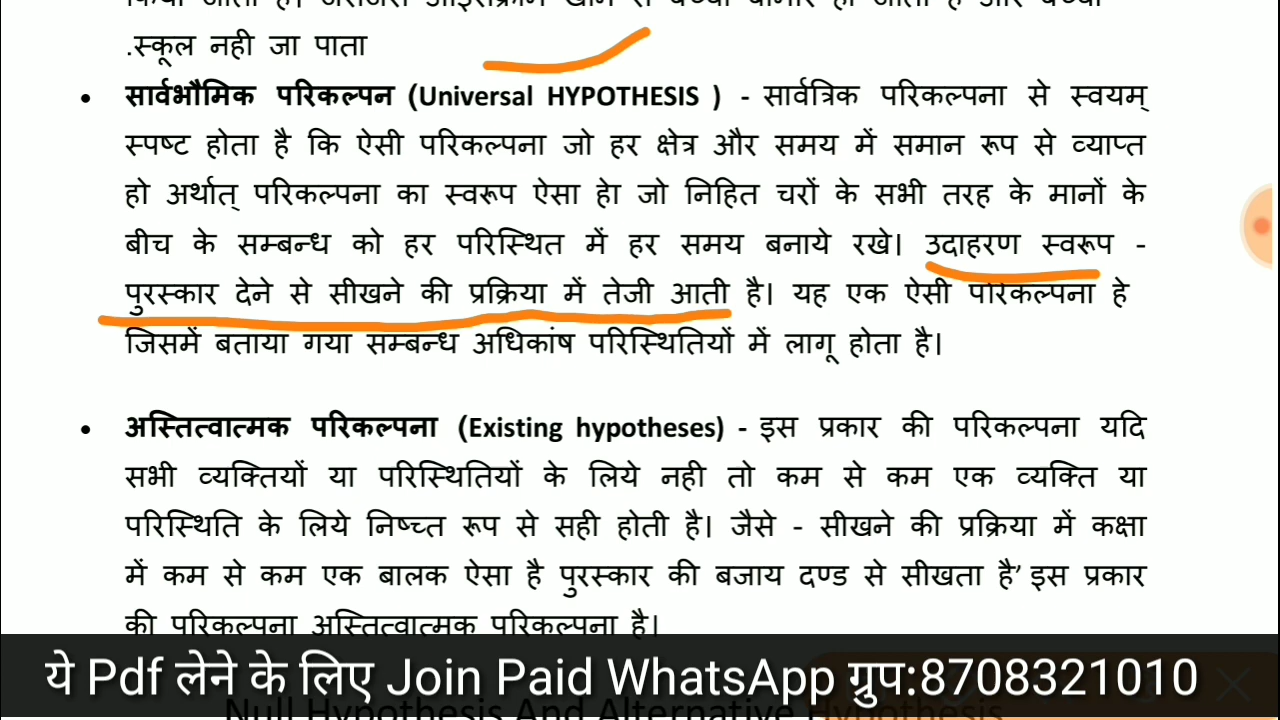 .स्कूल नही जा पाता
• सार्वभौमिक परिकल्पन (Universal HYPOTHESIS ) - सार्वत्रिक परिकल्पना से स्वयम्
स्पष्ट होता है कि ऐसी परिकल्पना जो हर क्षेत्र और समय में समान रूप से व्याप्त
हो अर्थात् परिकल्पना का स्वरूप ऐसा हेा जो निहित चरों के सभी तरह के मानों के
बीच के सम्बन्ध को हर परिस्थित में हर समय बनाये रखे। उदाहरण स्वरूप -
पुरस्कार देने से सीखने की प्रक्रिया में तेजी आती है। यह एक ऐसी परिकल्पना हे
जिसमें बताया गया सम्बन्ध अधिकांष परिस्थितियों में लागू होता है।
• अस्तित्वात्मक परिकल्पना (Existing hypotheses) - इस प्रकार की परिकल्पना यदि
सभी व्यक्तियों या परिस्थितियों के लिये नही तो कम से कम एक व्यक्ति या
परिस्थिति के लिये निष्च्त रूप से सही होती है। जैसे - सीखने की प्रक्रिया में कक्षा
में कम से कम एक बालक ऐसा है पुरस्कार की बजाय दण्ड से सीखता है’ इस प्रकार
की परिकल्पना अस्तित्वात्मक परिकल्पना है।
ये Pdf लेने के लिए Join Paid WhatsApp ग्रुप:8708321010
Null Hypothesis And Alternative Hypothesis